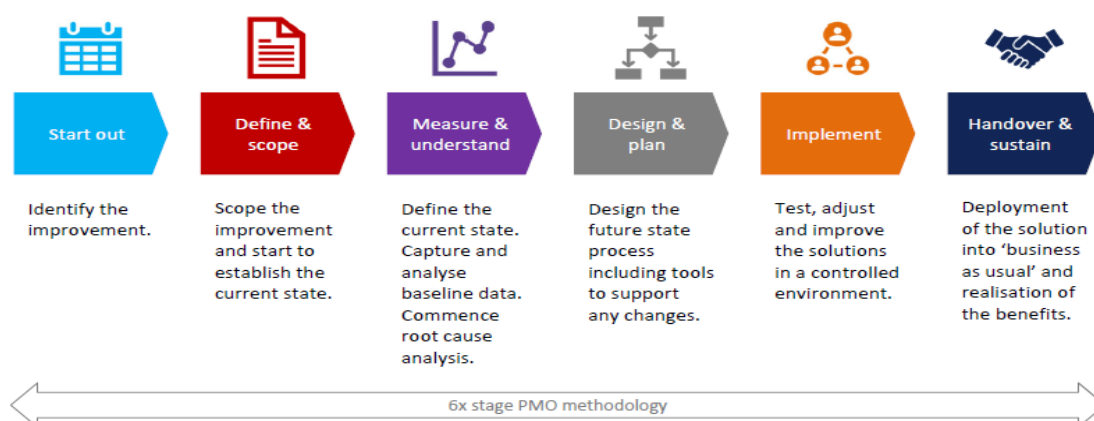 Start out
Define &
scope
Measure &
understand
Design &
plan
Implement
Handover &
sustain
Identify the
improvement.
Scope the
improvement
and start to
establish the
current state.
Define the
current state.
Capture and
analyse
baseline data.
Commence
root cause
analysis.
Design the
future state
process
including tools
to support
any changes.
Test, adjust
and improve
the solutions
in a controlled
environment.
Deployment
of the solution
into ‘business
as usual’ and
realisation of
the benefits.
6x stage PMO methodology